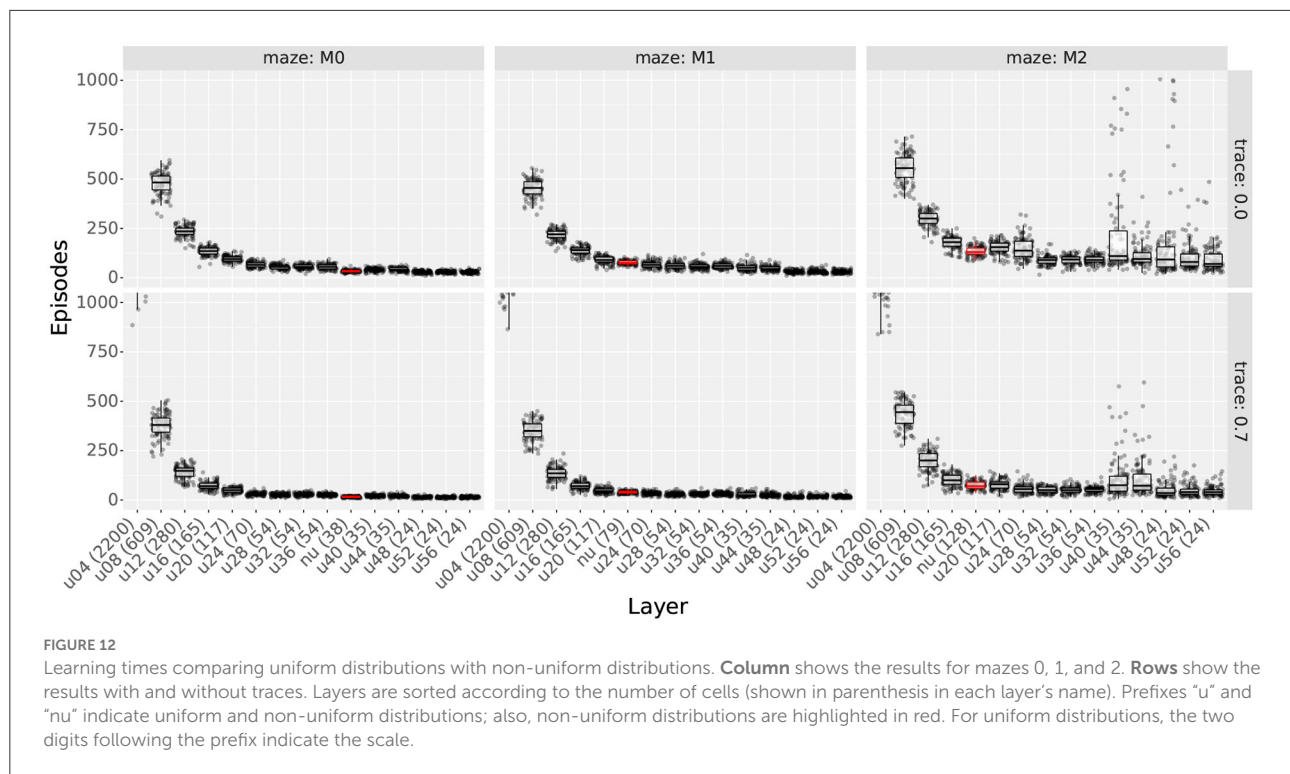 maze: M0
maze: M1
maze: M2
1000
750
500
250
0
trace: 0.0
1000
750
500
250
0
trace: 0.7
Episodes
u04 (2200)
u08 (609)
u12 (280)
u16 (165)
u20 (117)
u24 (70)
u28 (54)
u32 (54)
u36 (54)
nu (38)
u40 (35)
u44 (35)
u48 (24)
u52 (24)
u56 (24)
u04 (2200)
u08 (609)
u12 (280)
u16 (165)
u20 (117)
nu (79)
u24 (70)
u28 (54)
u32 (54)
u36 (54)
u40 (35)
u44 (35)
u48 (24)
u52 (24)
u56 (24)
u04 (2200)
u08 (609)
u12 (280)
u16 (165)
nu (128)
u20 (117)
u24 (70)
u28 (54)
u32 (54)
u36 (54)
u40 (35)
u44 (35)
u48 (24)
u52 (24)
u56 (24)
Layer
FIGURE 12
Learning times comparing uniform distributions with non-uniform distributions. Column shows the results for mazes 0, 1, and 2. Rows show the
results with and without traces. Layers are sorted according to the number of cells (shown in parenthesis in each layer's name). Prefixes "u" and
"nu" indicate uniform and non-uniform distributions; also, non-uniform distributions are highlighted in red. For uniform distributions, the two
digits following the prefix indicate the scale.